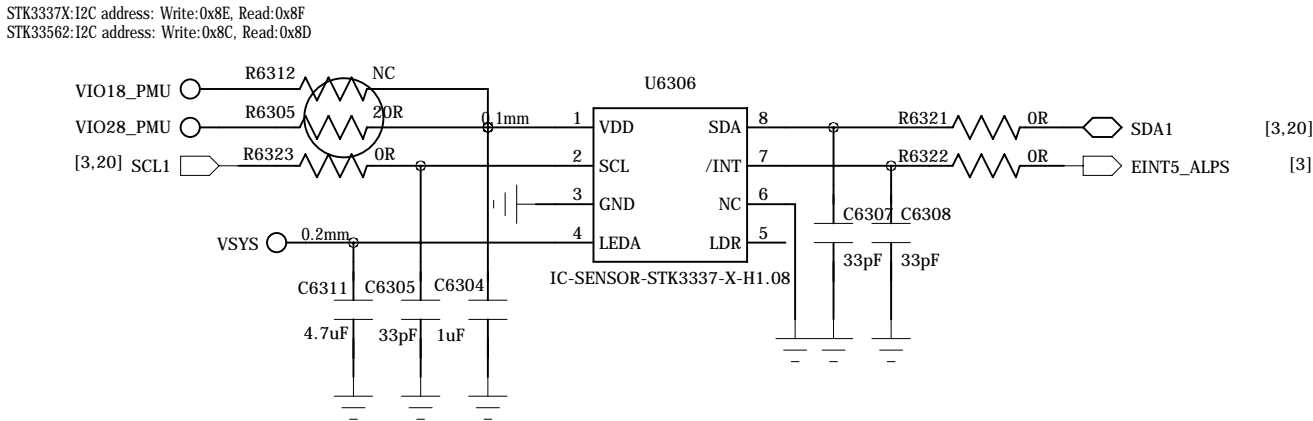 STK3337X:I2C address: Write:0x8E, Read:0x8F
STK33562:I2C address: Write:0x8C, Read:0x8D
R6312 NC
VIO18_PMU
U6306
R6305 20R
VIO28_PMU
0.1mm
1 VDD
SDA 8
R6321 0R
SDA1 [3,20]
[3,20] SCL1
R6323 0R
2 SCL
/INT 7
R6322 0R
EINT5_ALPS [3]
3 GND
NC 6
C6307 C6308
VSYS 0.2mm
4 LEDA
LDR 5
33pF 33pF
IC-SENSOR-STK3337-X-H1.08
C6311 C6305 C6304
4.7uF 33pF 1uF